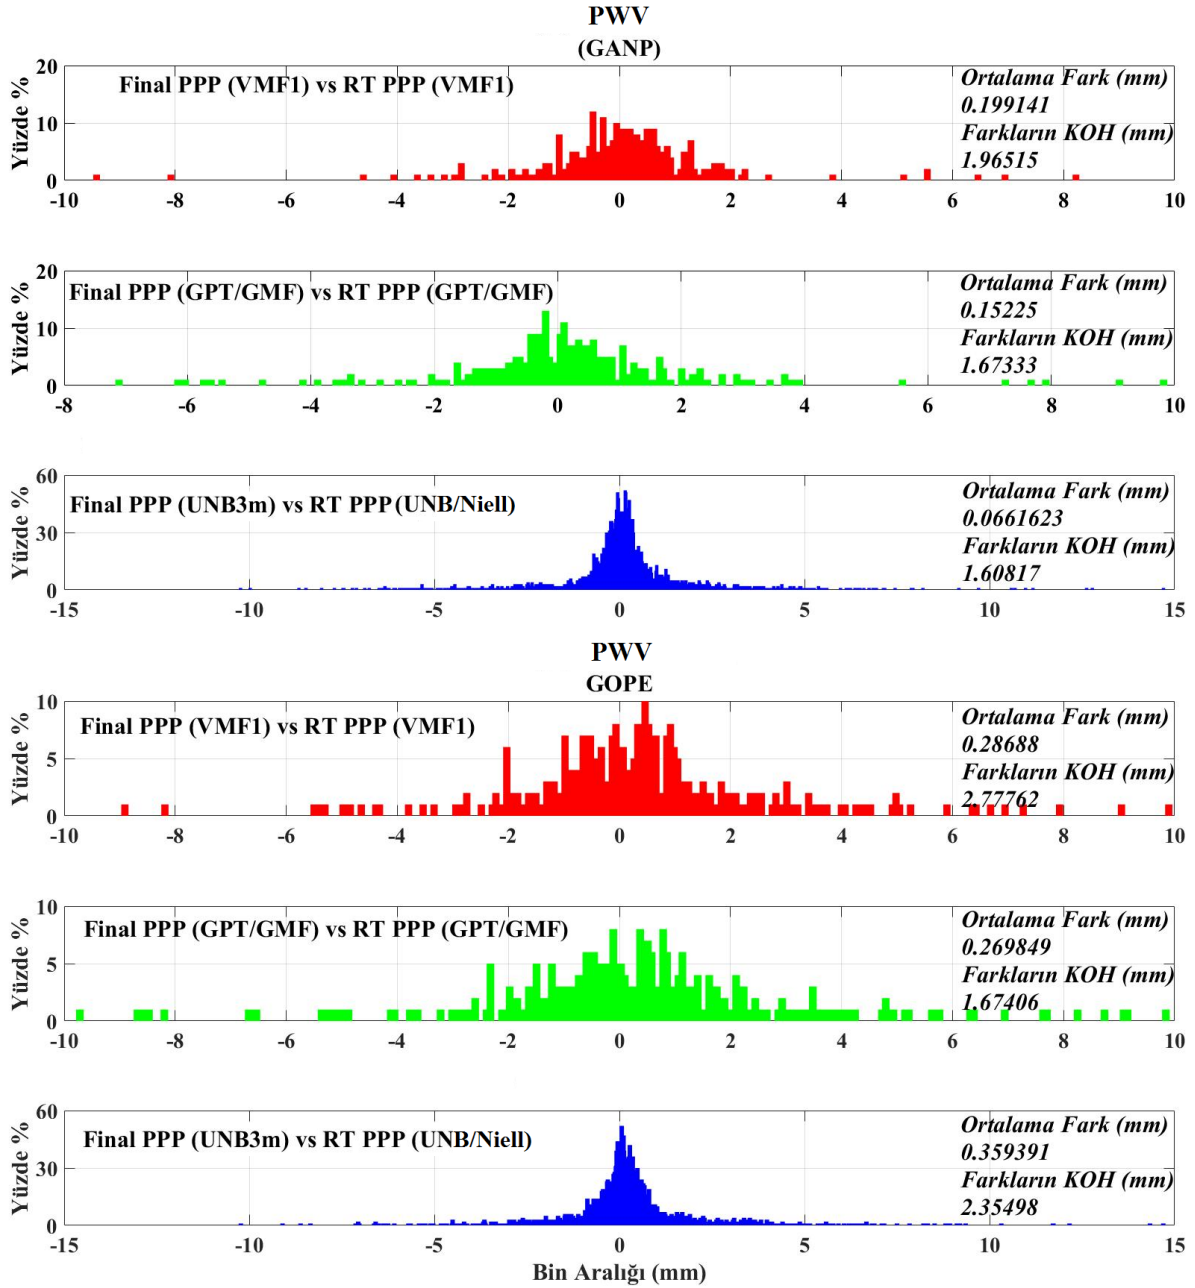 PWV
(GANP)
Final PPP (VMF1) vs RT PPP (VMF1)
Ortalama Fark (mm)
0.199141
Farkların KOH (mm)
1.96515
Yüzde %
20
10
0
-10 -8 -6 -4 -2 0 2 4 6 8 10
Final PPP (GPT/GMF) vs RT PPP (GPT/GMF)
Ortalama Fark (mm)
0.15225
Farkların KOH (mm)
1.67333
Yüzde %
20
10
0
-8 -6 -4 -2 0 2 4 6 8 10
Final PPP (UNB3m) vs RT PPP (UNB/Niell)
Ortalama Fark (mm)
0.0661623
Farkların KOH (mm)
1.60817
Yüzde %
60
30
0
-15 -10 -5 0 5 10 15
PWV
GOPE
Final PPP (VMF1) vs RT PPP (VMF1)
Ortalama Fark (mm)
0.28688
Farkların KOH (mm)
2.77762
Yüzde %
10
5
0
-10 -8 -6 -4 -2 0 2 4 6 8 10
Final PPP (GPT/GMF) vs RT PPP (GPT/GMF)
Ortalama Fark (mm)
0.269849
Farkların KOH (mm)
1.67406
Yüzde %
10
5
0
-10 -8 -6 -4 -2 0 2 4 6 8 10
Final PPP (UNB3m) vs RT PPP (UNB/Niell)
Ortalama Fark (mm)
0.359391
Farkların KOH (mm)
2.35498
Yüzde %
60
30
0
-15 -10 -5 0 5 10 15
Bin Aralığı (mm)